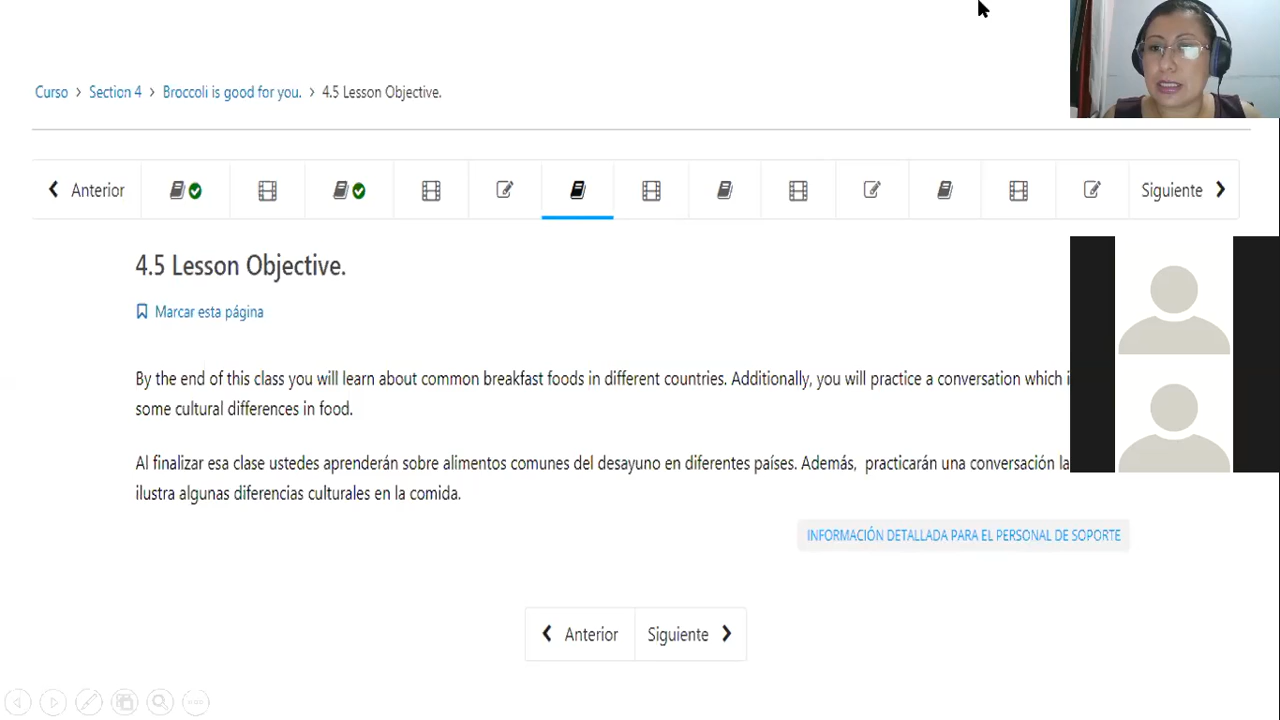 Curso > Section 4 > Broccoli is good for you. > 4.5 Lesson Objective.
Anterior
Siguiente
4.5 Lesson Objective.
Marcar esta página
By the end of this class you will learn about common breakfast foods in different countries. Additionally, you will practice a conversation which
some cultural differences in food.
Al finalizar esa clase ustedes aprenderán sobre alimentos comunes del desayuno en diferentes países. Además, practicarán una conversación la
ilustra algunas diferencias culturales en la comida.
INFORMACIÓN DETALLADA PARA EL PERSONAL DE SOPORTE
Anterior
Siguiente